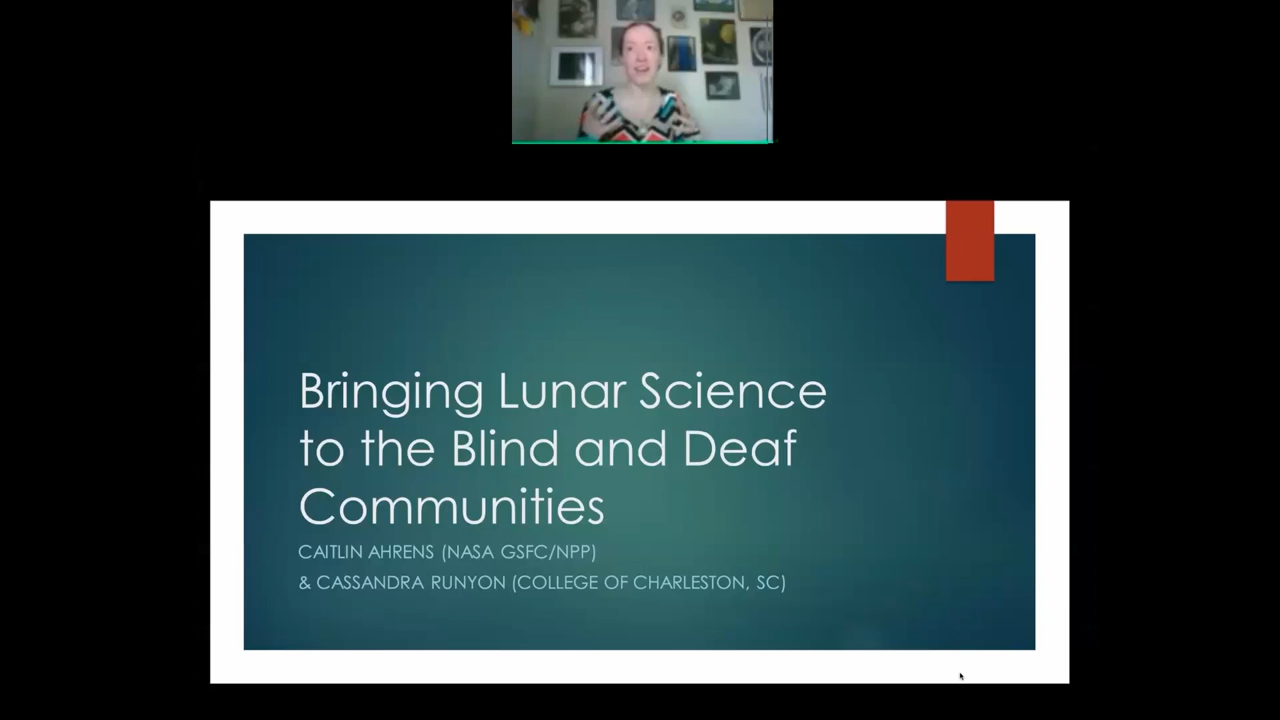 Bringing Lunar Science
to the Blind and Deaf
Communities
CAITLIN AHRENS (NASA GSFC/NPP)
& CASSANDRA RUNYON (COLLEGE OF CHARLESTON, SC)